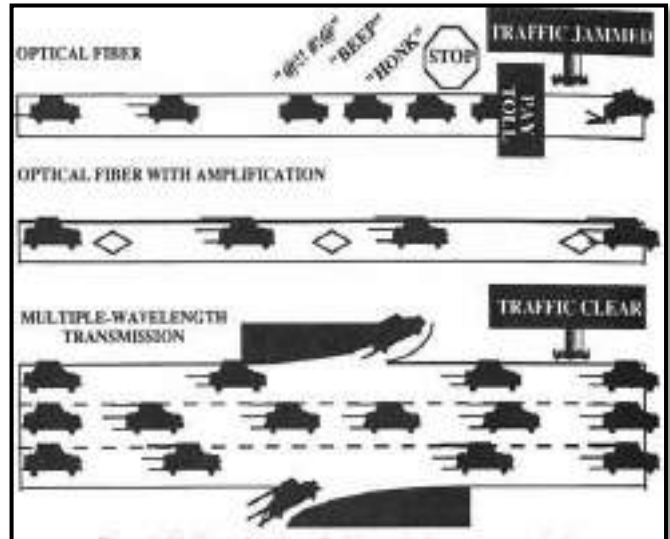 OPTICAL FIBER
"@!! #@"
"BEEP"
"HONK"
STOP
TRAFFIC JAMMED
PAY
TOLL
OPTICAL FIBER WITH AMPLIFICATION
MULTIPLE-WAVELENGTH
TRANSMISSION
TRAFFIC CLEAR